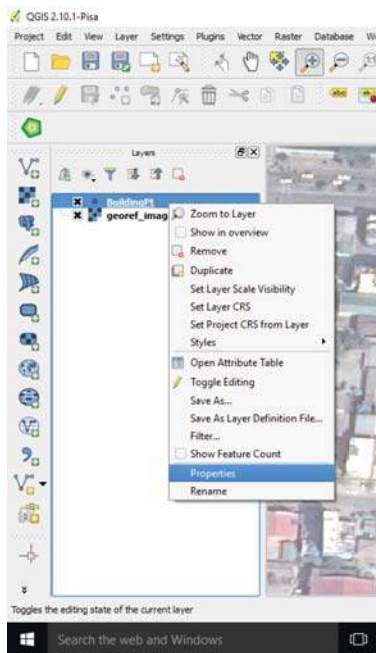 QGIS 2.10.1-Pisa
Project Edit View Layer Settings Plugins Vector Raster Database
abc
Layers
BuildingPt
georef_imag
Zoom to Layer
Show in overview
Remove
Duplicate
Set Layer Scale Visibility
Set Layer CRS
Set Project CRS from Layer
Styles
Open Attribute Table
Toggle Editing
Save As...
Save As Layer Definition File...
Filter...
Show Feature Count
Properties
Rename
Toggles the editing state of the current layer
Search the web and Windows